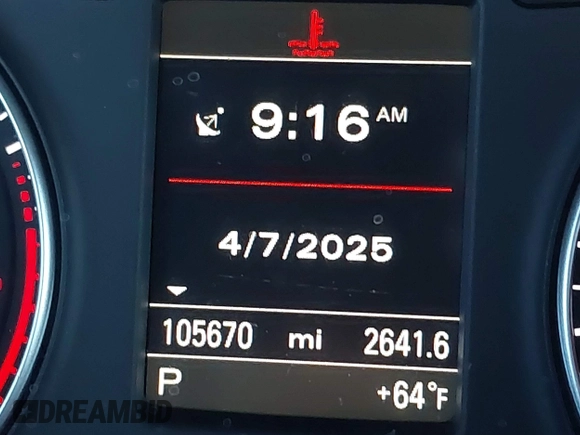 9:16 AM
4/7/2025
105670 mi 2641.6
P +64°F
DREAMBID